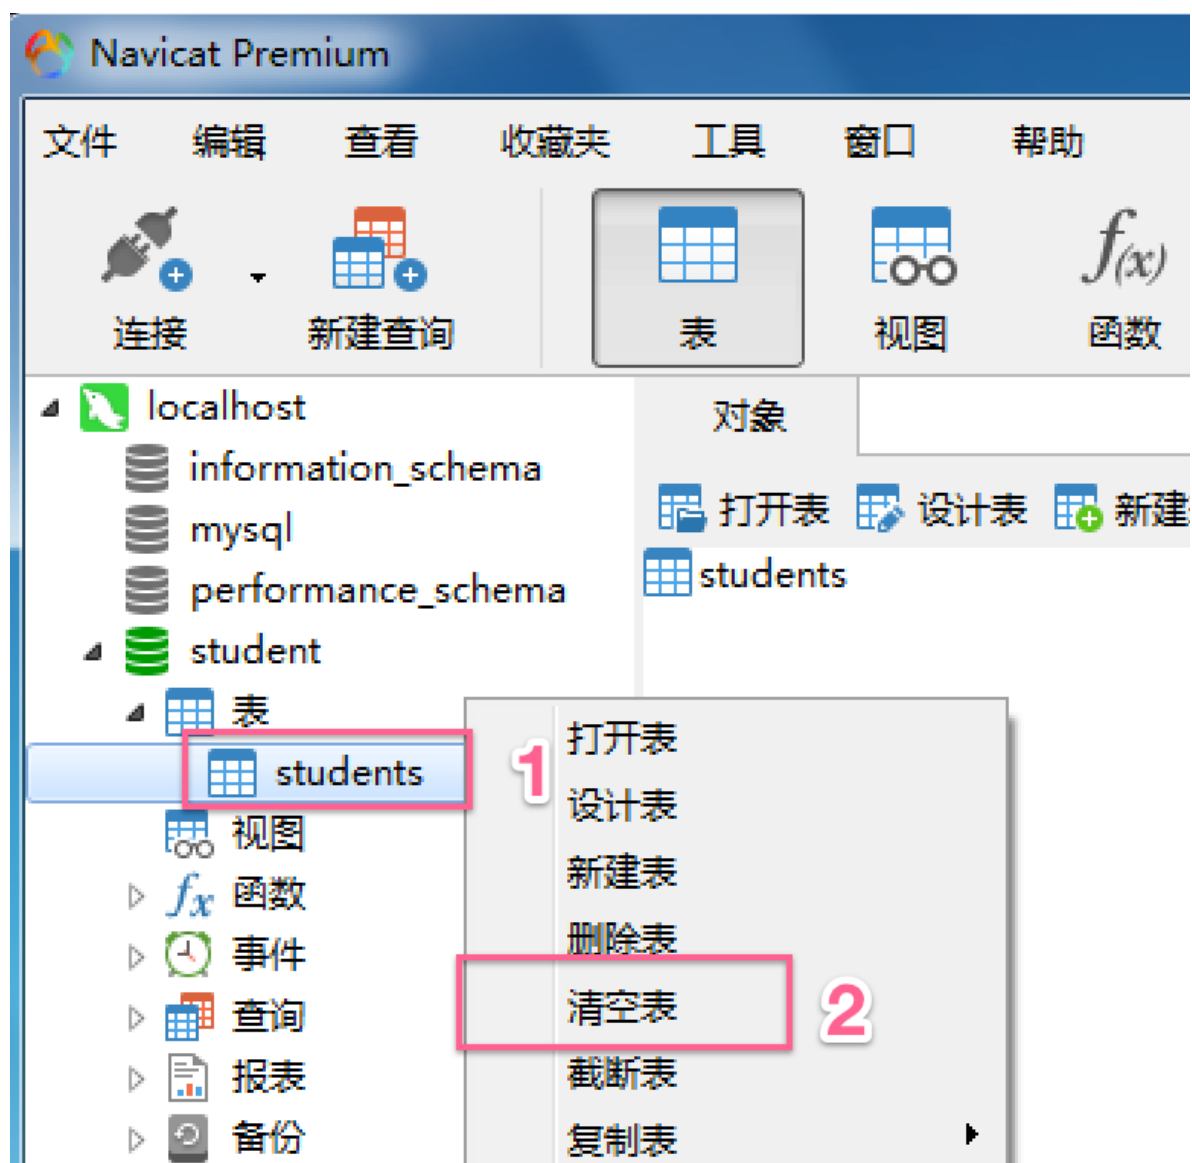 Navicat Premium
文件 编辑 查看 收藏夹 工具 窗口 帮助
连接 新建查询 表 视图 f(x) 函数
localhost
对象
information_schema
打开表 设计表 新建
mysql
students
performance_schema
student
表
students
1
视图
fx 函数
事件
查询
报表
备份
打开表
设计表
新建表
删除表
清空表
2
截断表
复制表